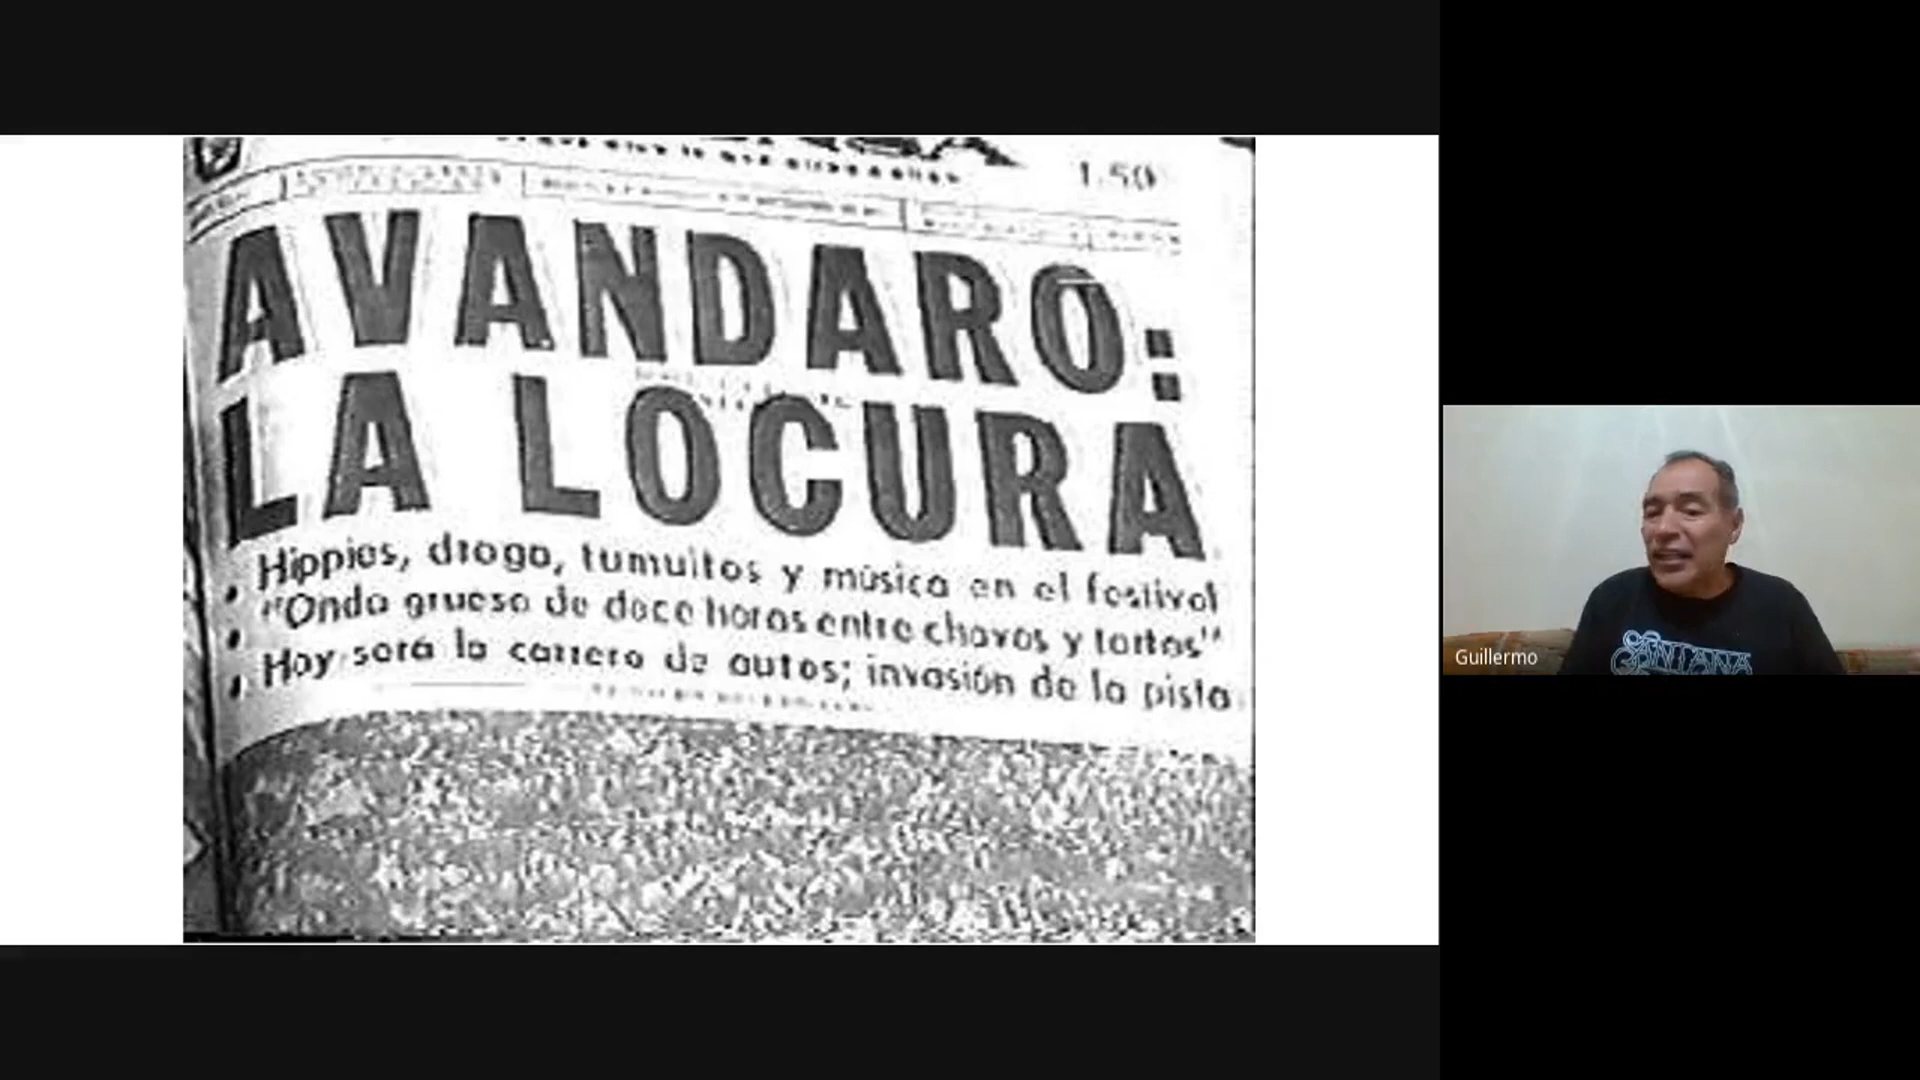 1.50
AVANDARO:
LA LOCURA
Hippies, droga, tumultos y música en el festival
"Onda gruesa de doce horas entre chavos y tortas"
Hoy será la carrera de autos; invasión de la pista
Guillermo
SANTANA